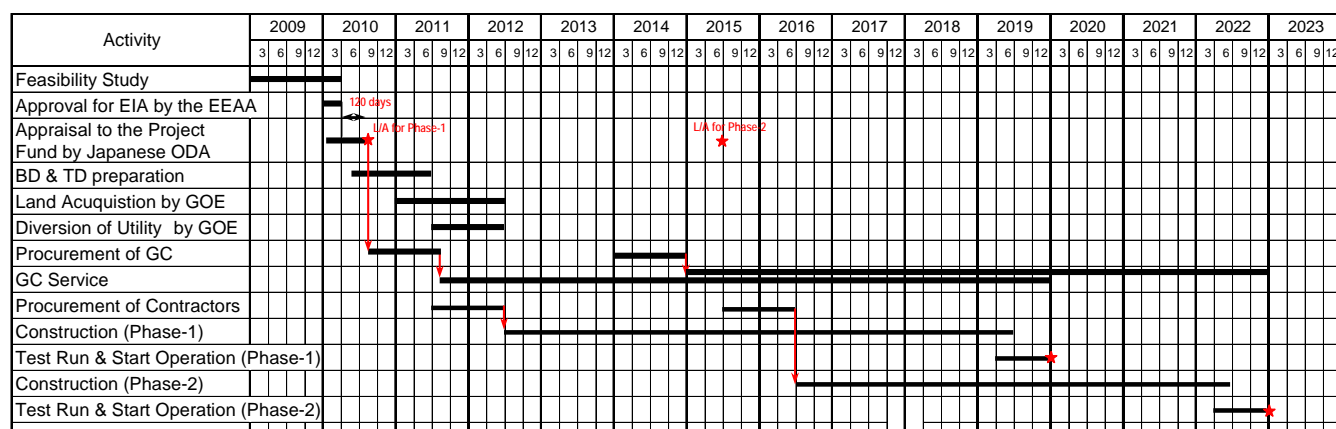 Activity 2009 2010 2011 2012 2013 2014 2015 2016 2017 2018 2019 2020 2021 2022 2023
3 6 9 12 3 6 9 12 3 6 9 12 3 6 9 12 3 6 9 12 3 6 9 12 3 6 9 12 3 6 9 12 3 6 9 12 3 6 9 12 3 6 9 12 3 6 9 12 3 6 9 12 3 6 9 12 3 6 9 12
Feasibility Study
Approval for EIA by the EEAA 120 days
Appraisal to the Project L/A for Phase-1 L/A for Phase-2
Fund by Japanese ODA
BD & TD preparation
Land Acuquistion by GOE
Diversion of Utility by GOE
Procurement of GC
GC Service
Procurement of Contractors
Construction (Phase-1)
Test Run & Start Operation (Phase-1)
Construction (Phase-2)
Test Run & Start Operation (Phase-2)